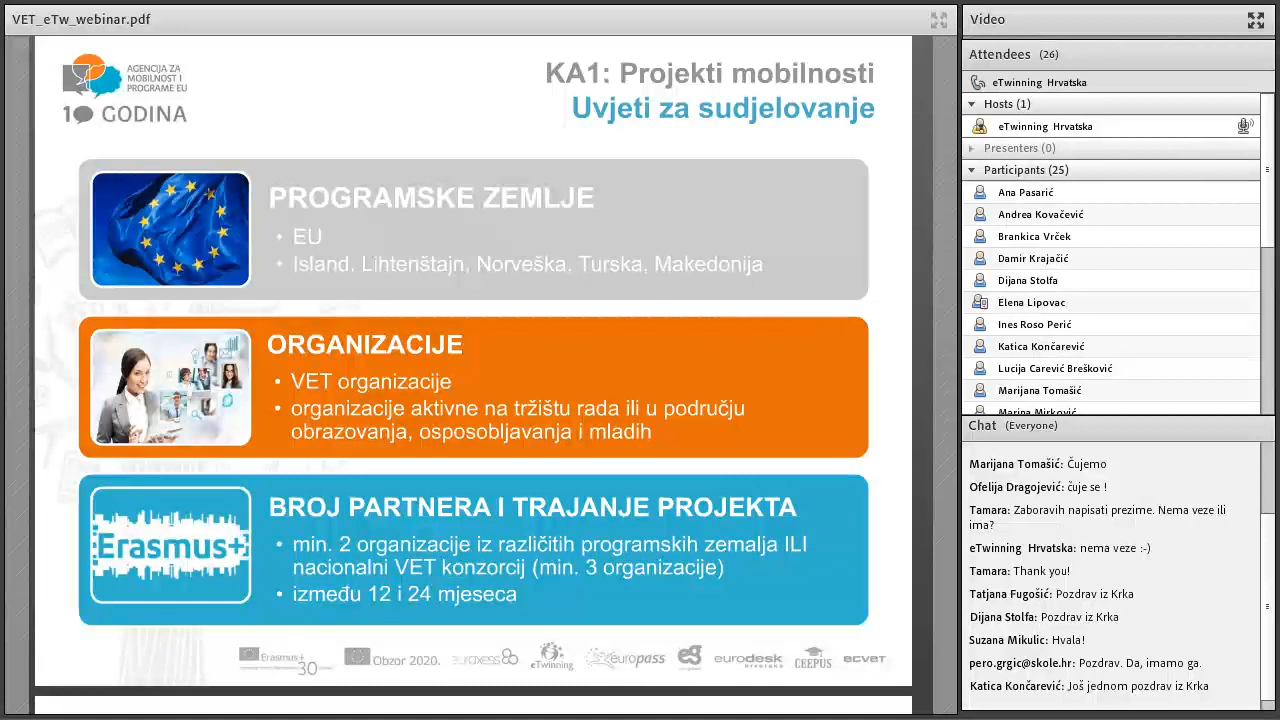 VET_eTw_webinar.pdf
AGENCIJA ZA
MOBILNOST I
PROGRAME EU
10 GODINA
KA1: Projekti mobilnosti
Uvjeti za sudjelovanje
PROGRAMSKE ZEMLJE
• EU
• Island, Lihtenštajn, Norveška, Turska, Makedonija
ORGANIZACIJE
• VET organizacije
• organizacije aktivne na tržištu rada ili u području
obrazovanja, osposobljavanja i mladih
Erasmus+
BROJ PARTNERA I TRAJANJE PROJEKTA
• min. 2 organizacije iz različitih programskih zemalja ILI
nacionalni VET konzorcij (min. 3 organizacije)
• između 12 i 24 mjeseca
Erasmus+
30
Obzor 2020.
euraxess
eTwinning
europass
eurodesk
CEEPUS
ecvet
Video
Attendees (26)
eTwinning Hrvatska
Hosts (1)
eTwinning Hrvatska
Presenters (0)
Participants (25)
Ana Pasarić
Andrea Kovačević
Brankica Vrček
Damir Krajačić
Dijana Stolfa
Elena Lipovac
Ines Roso Perić
Katica Končarević
Lucija Carević Brešković
Marijana Tomašić
Marina Mirković
Chat (Everyone)
Marijana Tomašić: Čujemo
Ofelija Dragojević: čuje se !
Tamara: Zaboravih napisati prezime. Nema veze ili
ima?
eTwinning Hrvatska: nema veze :-)
Tamara: Thank you!
Tatjana Fugošić: Pozdrav iz Krka
Dijana Stolfa: Pozdrav iz Krka
Suzana Mikulic: Hvala!
pero.grgic@skole.hr: Pozdrav. Da, imamo ga.
Katica Končarević: Još jednom pozdrav iz Krka